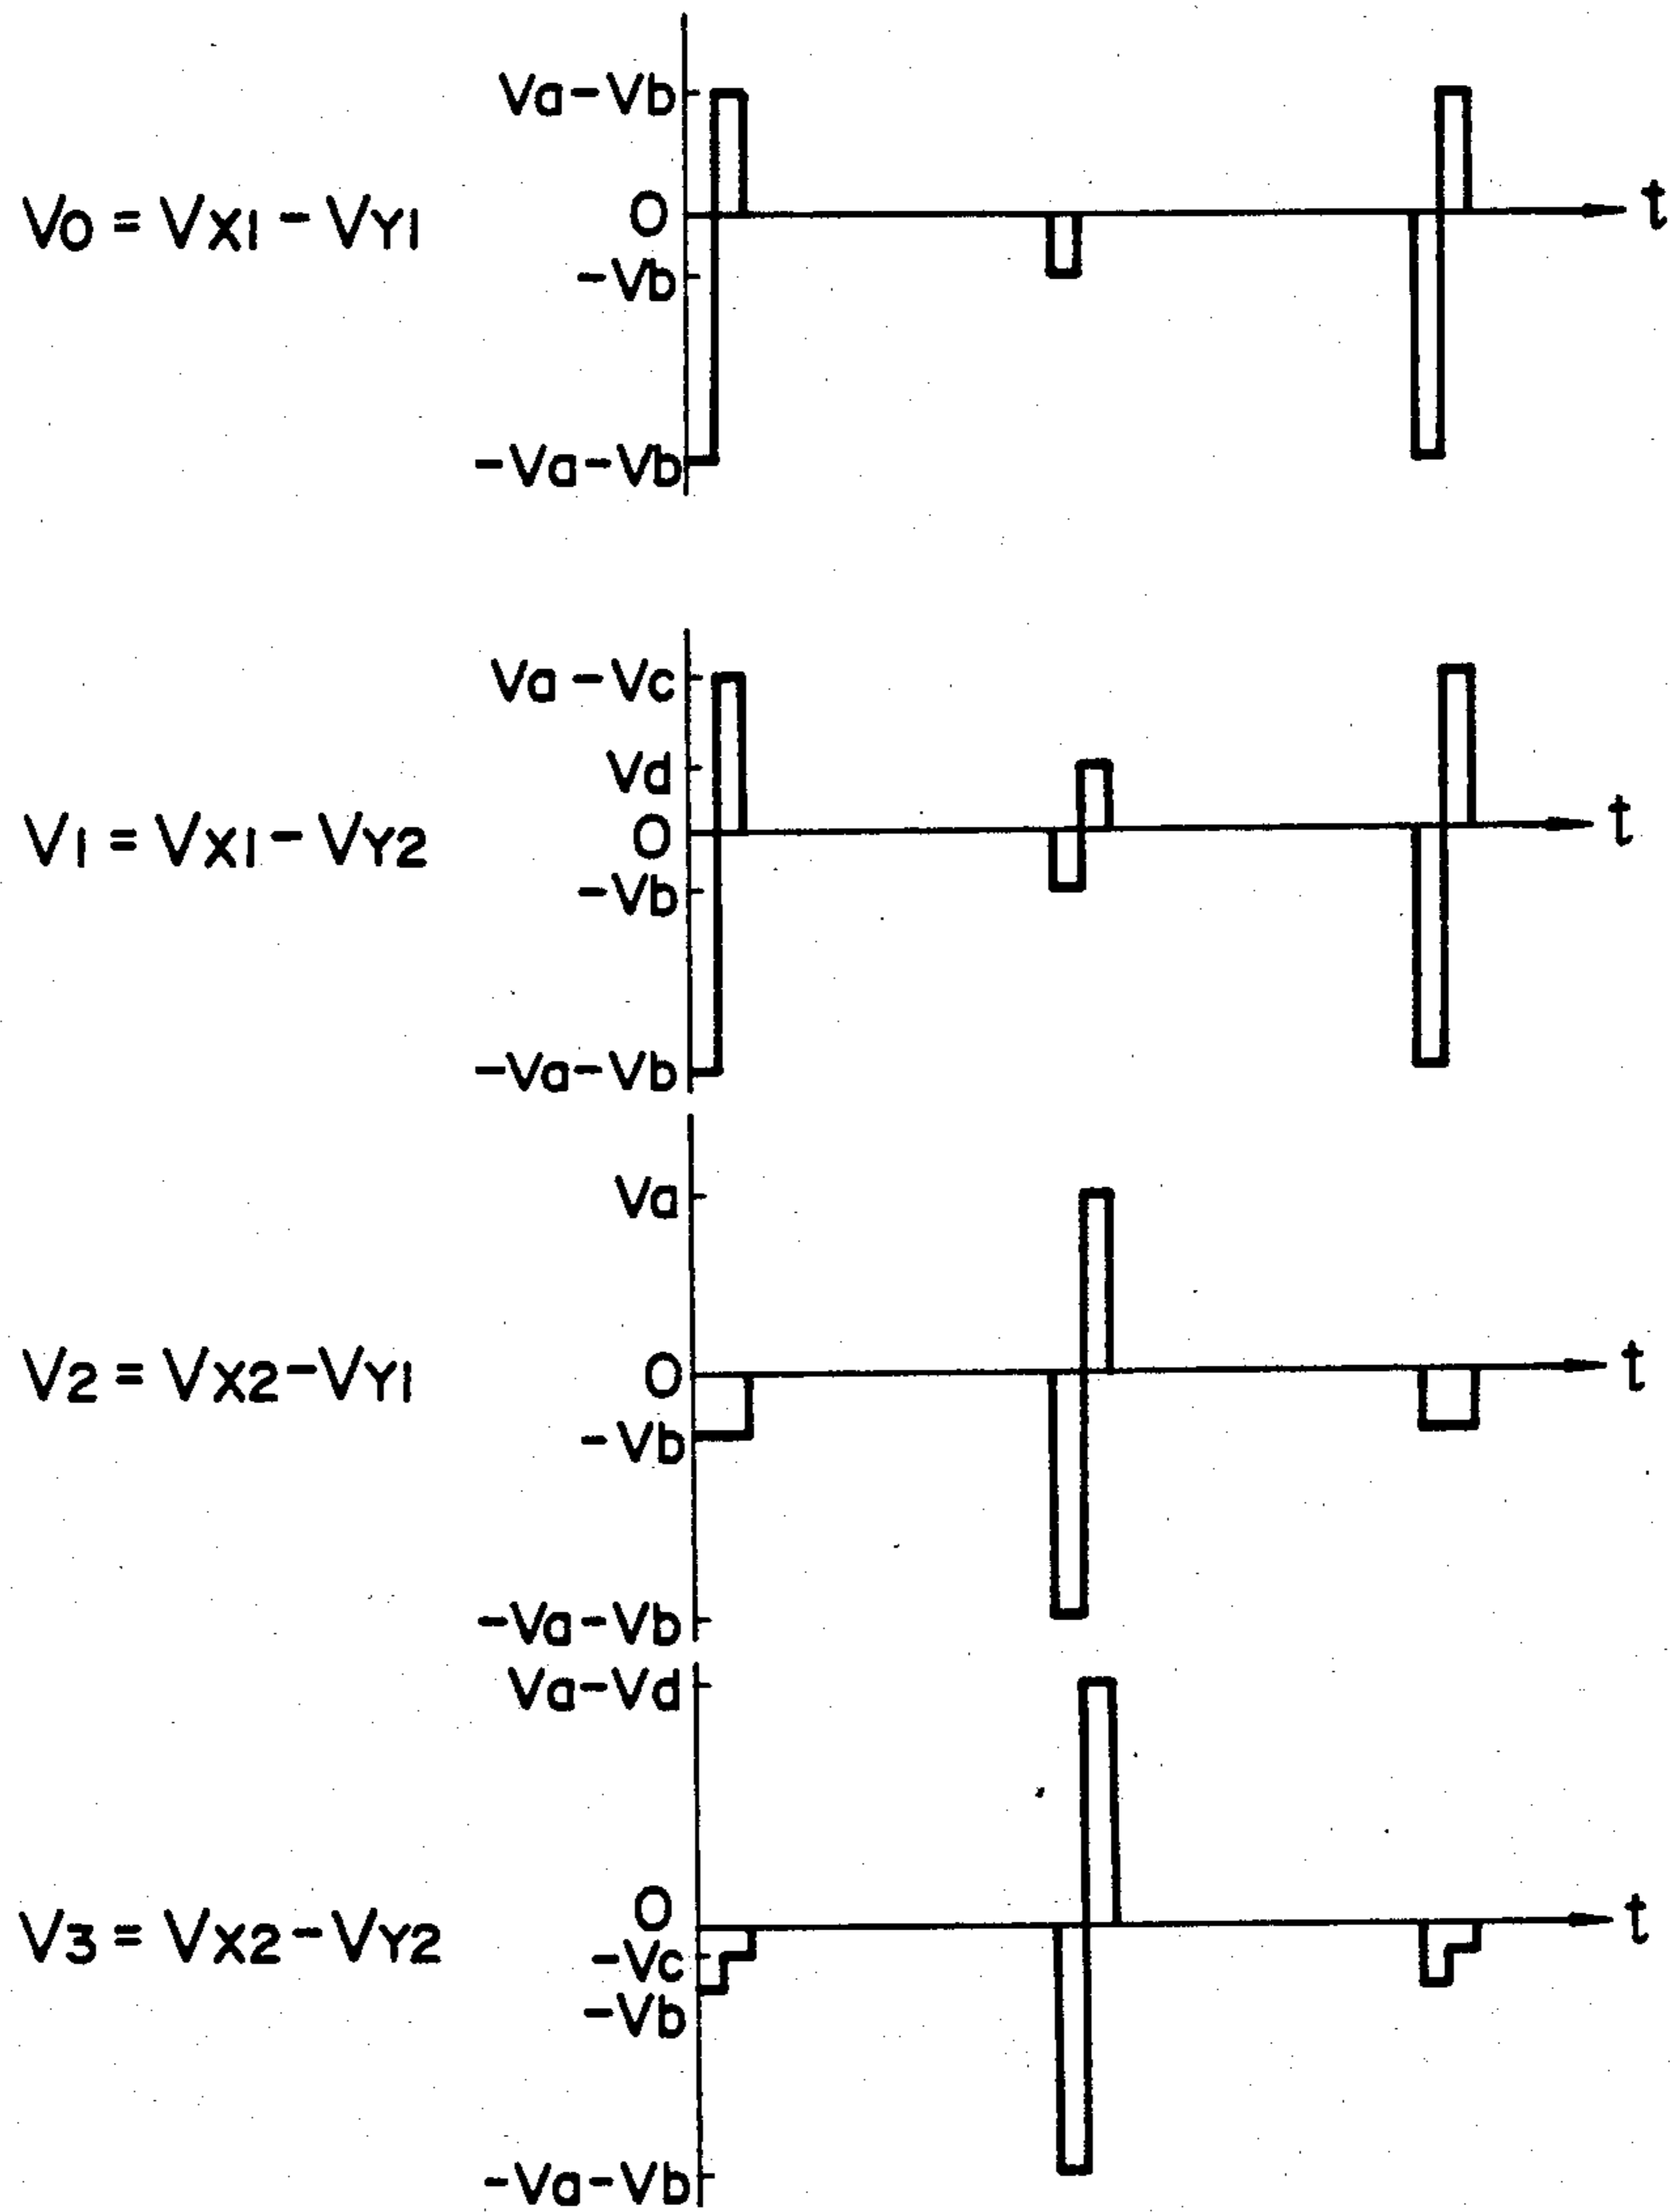 Va-Vb
V0 = VX1 - VY1
0
t
-Vb
-Va-Vb
Va-Vc
Vd
V1 = VX1 - VY2
0
t
-Vb
-Va-Vb
Va
V2 = VX2 - VY1
0
t
-Vb
-Va-Vb
Va-Vd
0
V3 = VX2 - VY2
t
-Vc
-Vb
-Va-Vb